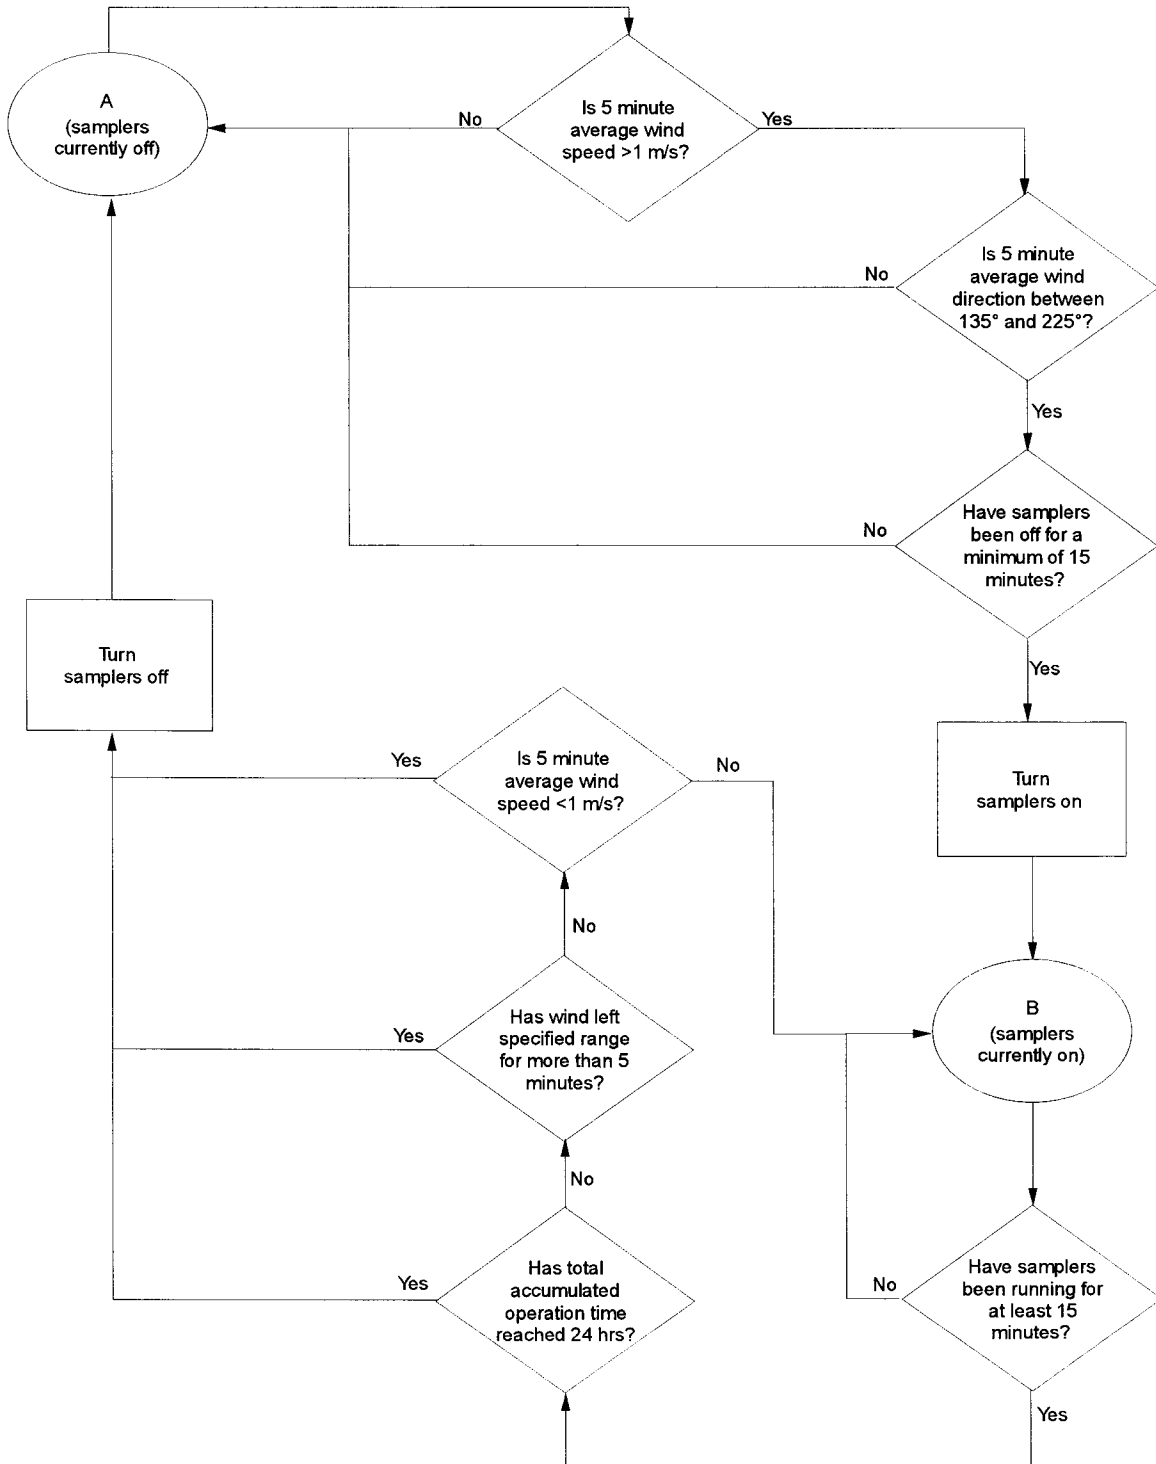 A
(samplers
currently off)
No
Is 5 minute
average wind
speed >1 m/s?
Yes
No
Is 5 minute
average wind
direction between
135° and 225°?
Yes
No
Have samplers
been off for a
minimum of 15
minutes?
Yes
Turn
samplers off
Yes
Is 5 minute
average wind
speed <1 m/s?
No
Turn
samplers on
No
Yes
Has wind left
specified range
for more than 5
minutes?
B
(samplers
currently on)
No
Yes
Has total
accumulated
operation time
reached 24 hrs?
No
Have samplers
been running for
at least 15
minutes?
Yes